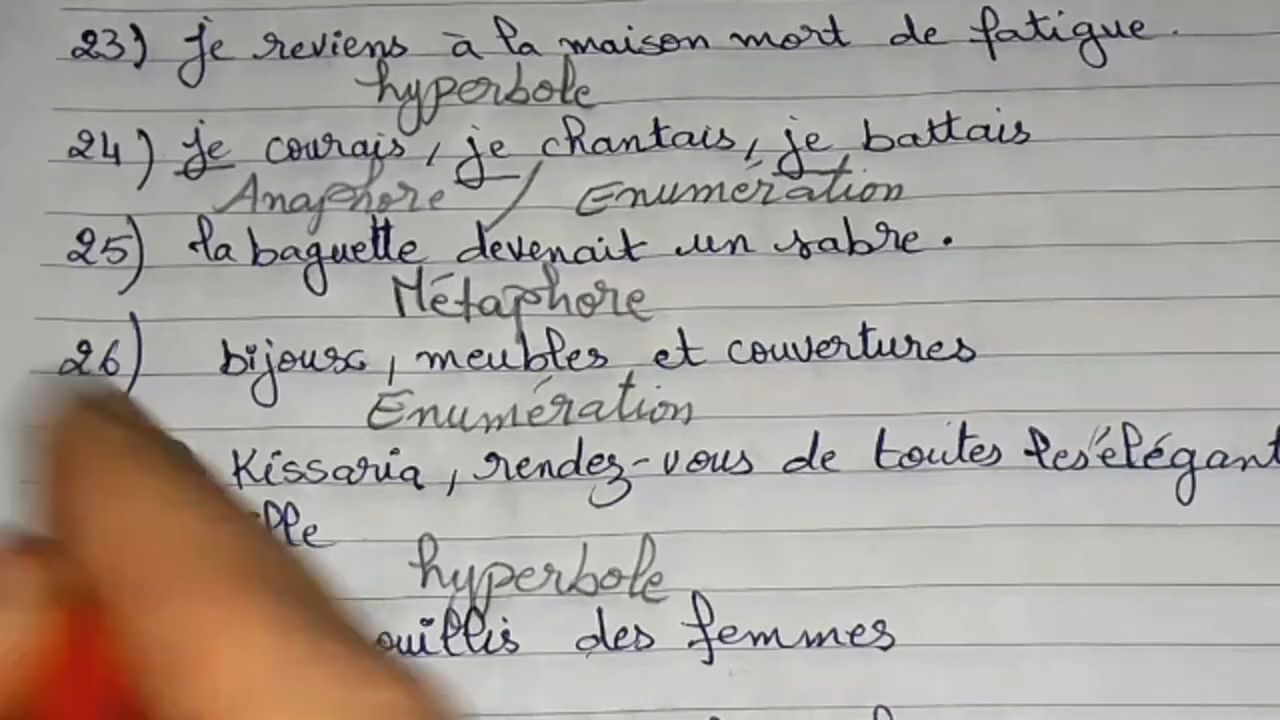 23) je reviens à la maison mort de fatigue.
hyperbole
24) je courais, je chantais, je battais
Anaphore / Enumération
25) la baguette devenait un sabre.
Métaphore
26) bijoux, meubles et couvertures
Enumération
Kissaria, rendez-vous de toutes les élégant
hyperbole
des femmes